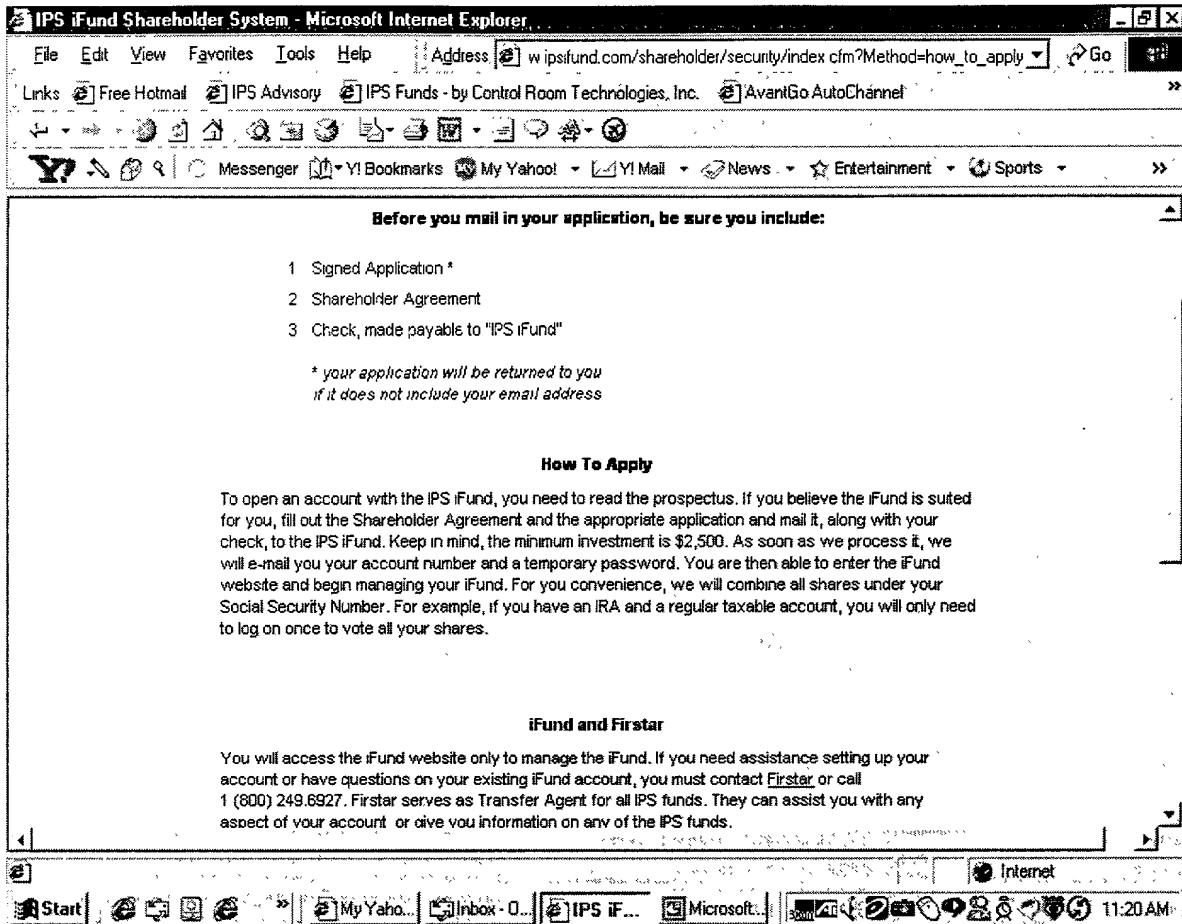 IPS iFund Shareholder System - Microsoft Internet Explorer
File Edit View Favorites Tools Help Address w ipsifund.com/shareholder/security/index cfm?Method=how_to_apply Go
Links Free Hotmail IPS Advisory IPS Funds - by Control Room Technologies, Inc. AvantGo AutoChannel »
Y! Messenger Y! Bookmarks My Yahoo! Y! Mail News Entertainment Sports »
Before you mail in your application, be sure you include:
1 Signed Application *
2 Shareholder Agreement
3 Check, made payable to "IPS iFund"
* your application will be returned to you
if it does not include your email address
How To Apply
To open an account with the IPS iFund, you need to read the prospectus. If you believe the iFund is suited
for you, fill out the Shareholder Agreement and the appropriate application and mail it, along with your
check, to the IPS iFund. Keep in mind, the minimum investment is $2,500. As soon as we process it, we
will e-mail you your account number and a temporary password. You are then able to enter the iFund
website and begin managing your iFund. For you convenience, we will combine all shares under your
Social Security Number. For example, if you have an IRA and a regular taxable account, you will only need
to log on once to vote all your shares.
iFund and Firstar
You will access the iFund website only to manage the iFund. If you need assistance setting up your
account or have questions on your existing iFund account, you must contact Firstar or call
1 (800) 249.6927. Firstar serves as Transfer Agent for all IPS funds. They can assist you with any
aspect of your account or give you information on any of the IPS funds.
Internet
Start » My Yaho... Inbox - O... IPS iF... Microsoft... 11:20 AM